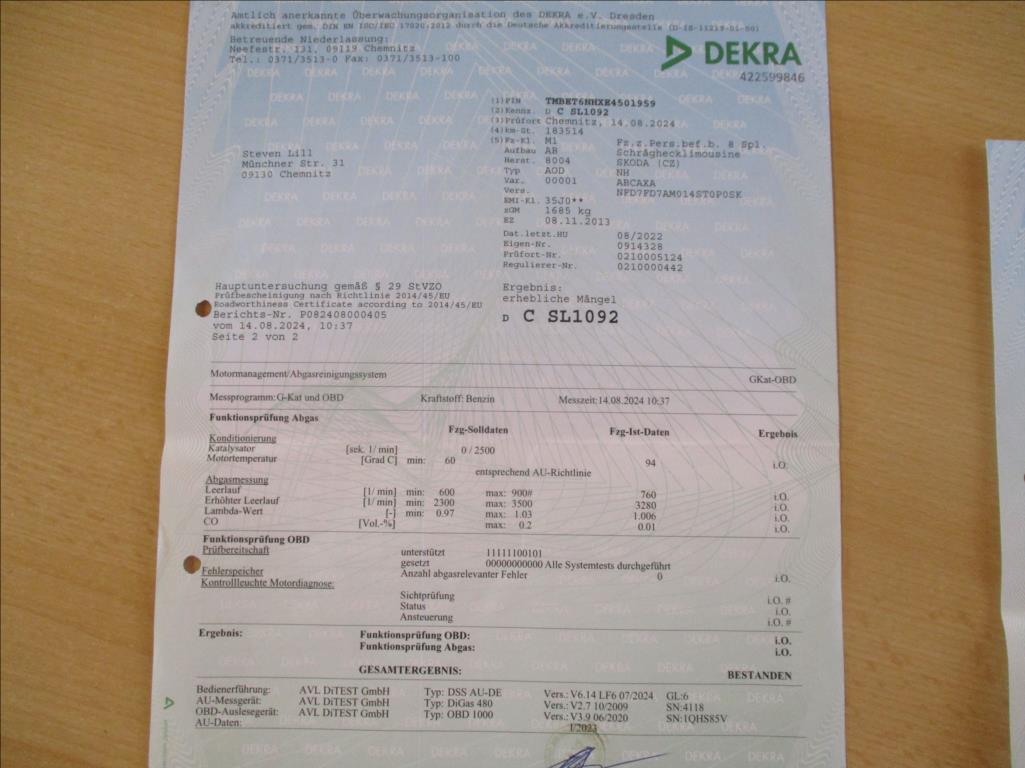 Amtlich anerkannte Überwachungsorganisation des DEKRA e.V. Dresden
akkreditiert gem. DIN EN ISO/IEC 17020:2012 durch die Deutsche Akkreditierungsstelle (D-IS-11219-01-00)
Betreuende Niederlassung:
Neefestr. 131, 09119 Chemnitz
Tel.: 0371/3513-0 Fax: 0371/3513-100
DEKRA
422599846
(1) FIN TMBET6NHXE4501959
(2) Kennz. D C SL1092
(3) Prüfort Chemnitz, 14.08.2024
(4) km-St. 183514
(5) Fz-Kl. M1 Fz.z.Pers.bef.b. 8 Spl.
Aufbau AB Schrägheckllimousine
Herst. 8004 SKODA (CZ)
Typ AOD NH
Var. 00001 ABCAXA
Vers. NFD7FD7AM014ST0P0SK
EMI-Kl. 35J0**
zGM 1685 kg
EZ 08.11.2013
Steven Lill
Münchner Str. 31
09130 Chemnitz
Dat.letzt.HU 08/2022
Eigen-Nr. 0914328
Prüfort-Nr. 0210005124
Regulierer-Nr. 0210000442
Hauptuntersuchung gemäß § 29 StVZO
Prüfbescheinigung nach Richtlinie 2014/45/EU
Roadworthiness Certificate according to 2014/45/EU
Berichts-Nr. P082408000405
vom 14.08.2024, 10:37
Seite 2 von 2
Ergebnis:
erhebliche Mängel
D C SL1092
Motormanagement/Abgasreinigungssystem GKat-OBD
Messprogramm: G-Kat und OBD Kraftstoff: Benzin Messzeit: 14.08.2024 10:37
Funktionsprüfung Abgas
Fzg-Solldaten Fzg-Ist-Daten Ergebnis
Konditionierung
Katalysator [sek. 1/ min] 0 / 2500
Motortemperatur [Grad C] min: 60 94 i.O.
entsprechend AU-Richtlinie
Abgasmessung
Leerlauf [1/ min] min: 600 max: 900# 760 i.O.
Erhöhter Leerlauf [1/ min] min: 2300 max: 3500 3280 i.O.
Lambda-Wert [-] min: 0.97 max: 1.03 1.006 i.O.
CO [Vol.-%] max: 0.2 0.01 i.O.
Funktionsprüfung OBD
Prüfbereitschaft unterstützt 11111100101
gesetzt 00000000000 Alle Systemtests durchgeführt
Fehlerspeicher Anzahl abgasrelevanter Fehler 0 i.O.
Kontrollleuchte Motordiagnose:
Sichtprüfung i.O. #
Status i.O.
Ansteuerung i.O. #
Ergebnis: Funktionsprüfung OBD: i.O.
Funktionsprüfung Abgas: i.O.
GESAMTERGEBNIS: BESTANDEN
Bedienerführung: AVL DiTEST GmbH Typ: DSS AU-DE Vers.: V6.14 LF6 07/2024 GL:6
AU-Messgerät: AVL DiTEST GmbH Typ: DiGas 480 Vers.: V2.7 10/2009 SN:4118
OBD-Auslesegerät: AVL DiTEST GmbH Typ: OBD 1000 Vers.: V3.9 06/2020 SN:1QHS85V
AU-Daten: 1/2023